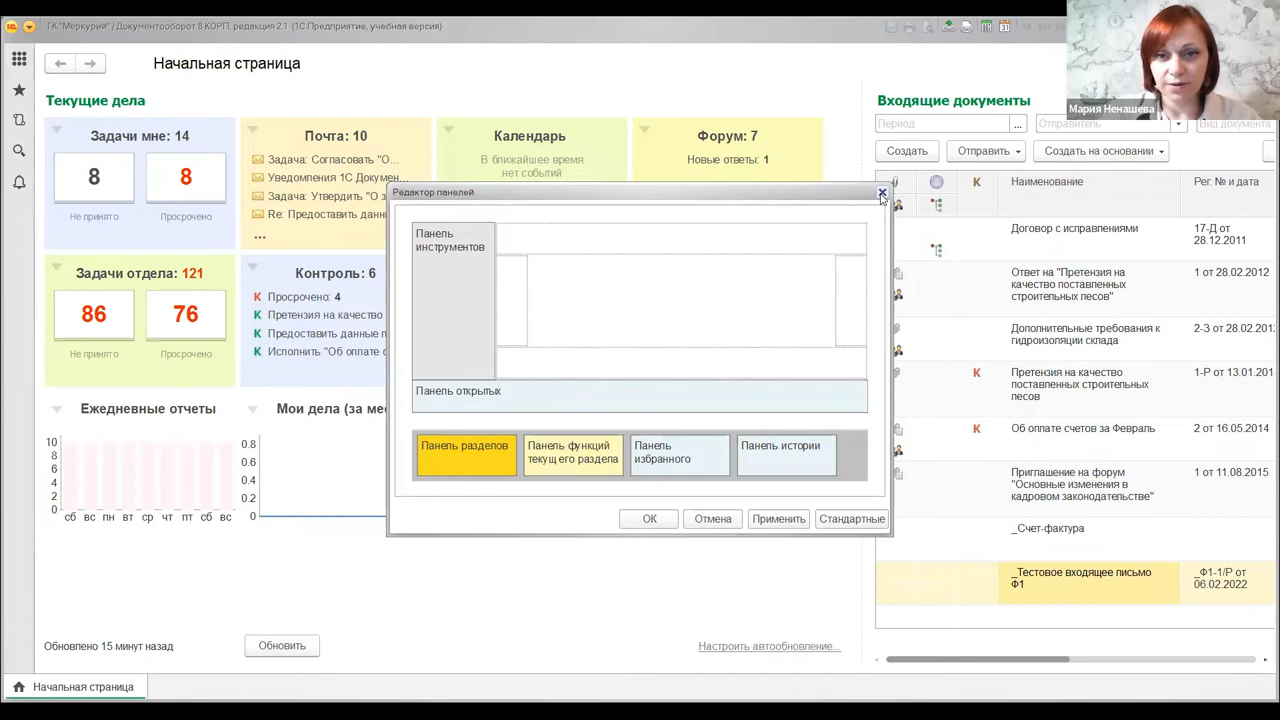 ГК "Меркурий" / Документооборот 8 КОРП, редакция 2.1 (1С:Предприятие, учебная версия)
Мария Ненашева
Начальная страница
Текущие дела
Задачи мне: 14
8
8
Не принято
Просрочено
Почта: 10
Задача: Согласовать "О...
Уведомления 1С Докумен...
Задача: Утвердить "О з
Re: Предоставить данны
...
Календарь
В ближайшее время
нет событий
Форум: 7
Новые ответы: 1
Задачи отдела: 121
86
76
Не принято
Просрочено
Контроль: 6
К Просрочено: 4
К Претензия на качество
К Предоставить данные п
К Исполнить "Об оплате с
Ежедневные отчеты
10
8
6
4
2
0
сб вс пн вт ср чт пт сб вс
Мои дела (за мес
0.8
0.6
0.4
0.2
0
Обновлено 15 минут назад
Обновить
Настроить автообновление...
Редактор панелей
Панель
инструментов
Панель открытых
Панель разделов
Панель функций
текущего раздела
Панель
избранного
Панель истории
ОК
Отмена
Применить
Стандартные
Входящие документы
Период
...
Отправитель
Вид документа
Создать
Отправить
Создать на основании
К
Наименование
Рег. № и дата
Договор с исправлениями
17-Д от
28.12.2011
Ответ на "Претензия на
качество поставленных
строительных лесов"
1 от 28.02.2012
Дополнительные требования к
гидроизоляции склада
2-З от 28.02.201
К
Претензия на качество
поставленных строительных
лесов
1-Р от 13.01.201
К
Об оплате счетов за Февраль
2 от 16.05.2014
Приглашение на форум
"Основные изменения в
кадровом законодательстве"
1 от 11.08.2015
_Счет-фактура
_Тестовое входящее письмо
Ф1
_Ф1-1/Р от
06.02.2022
Начальная страница